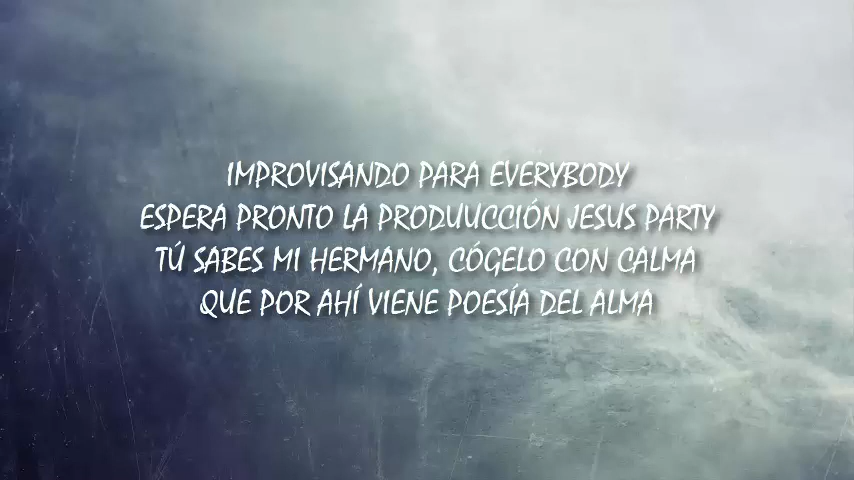 IMPROVISANDO PARA EVERYBODY
ESPERA PRONTO LA PRODUUCCIÓN JESUS PARTY
TÚ SABES MI HERMANO, CÓGELO CON CALMA
QUE POR AHÍ VIENE POESÍA DEL ALMA